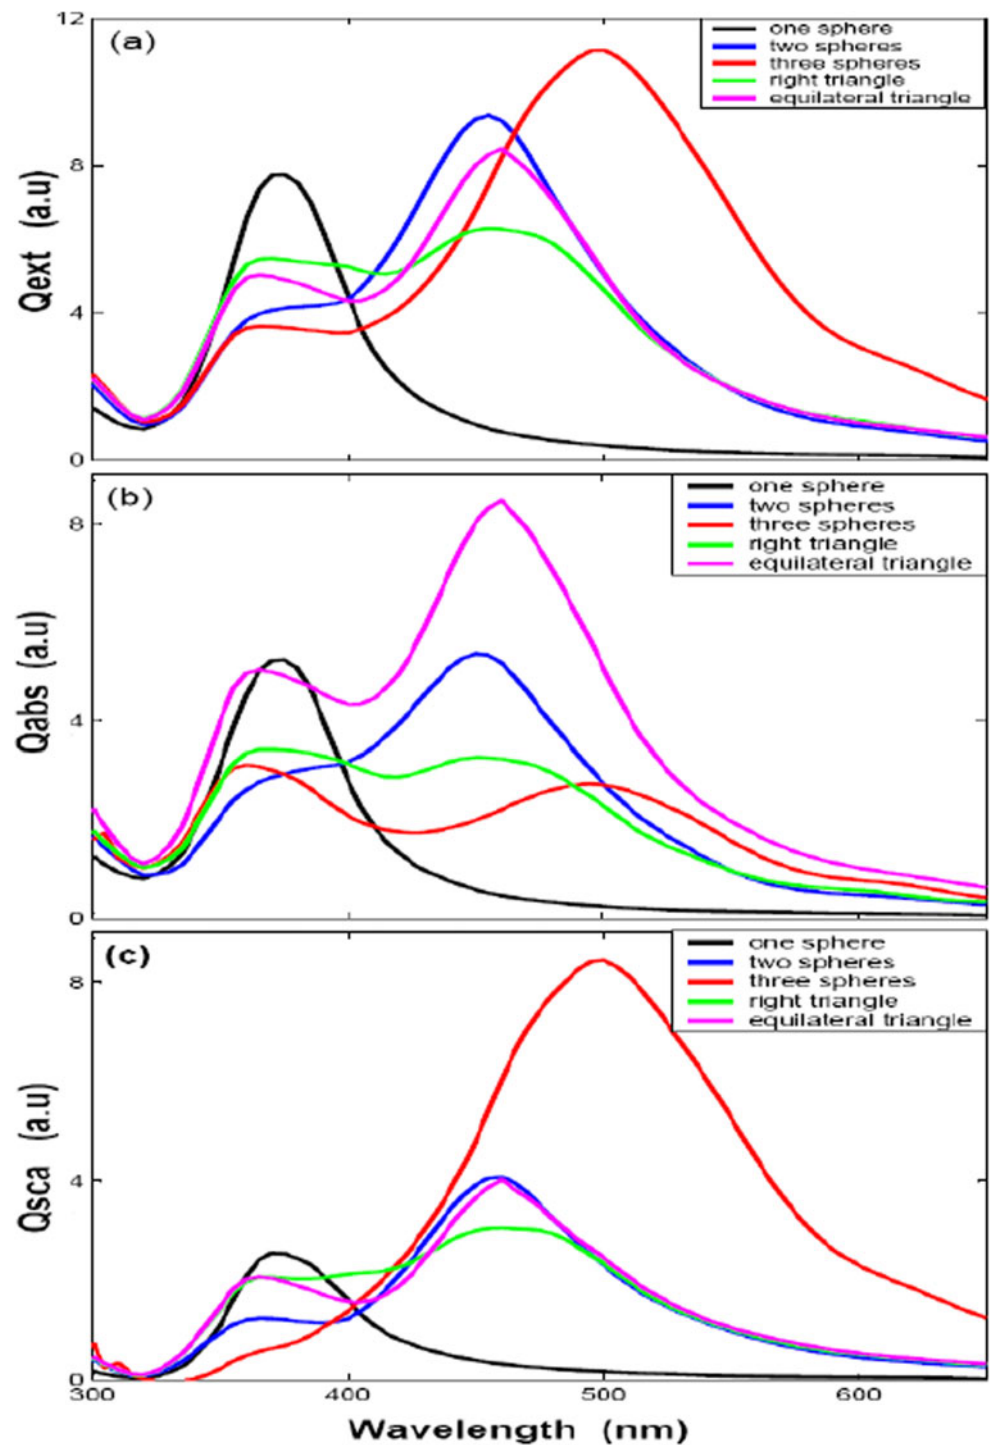 (a)
one sphere
two spheres
three spheres
right triangle
equilateral triangle
12
8
4
0
Qext (a.u)
(b)
one sphere
two spheres
three spheres
right triangle
equilateral triangle
8
4
0
Qabs (a.u)
(c)
one sphere
two spheres
three spheres
right triangle
equilateral triangle
8
4
0
Qsca (a.u)
300 400 500 600
Wavelength (nm)